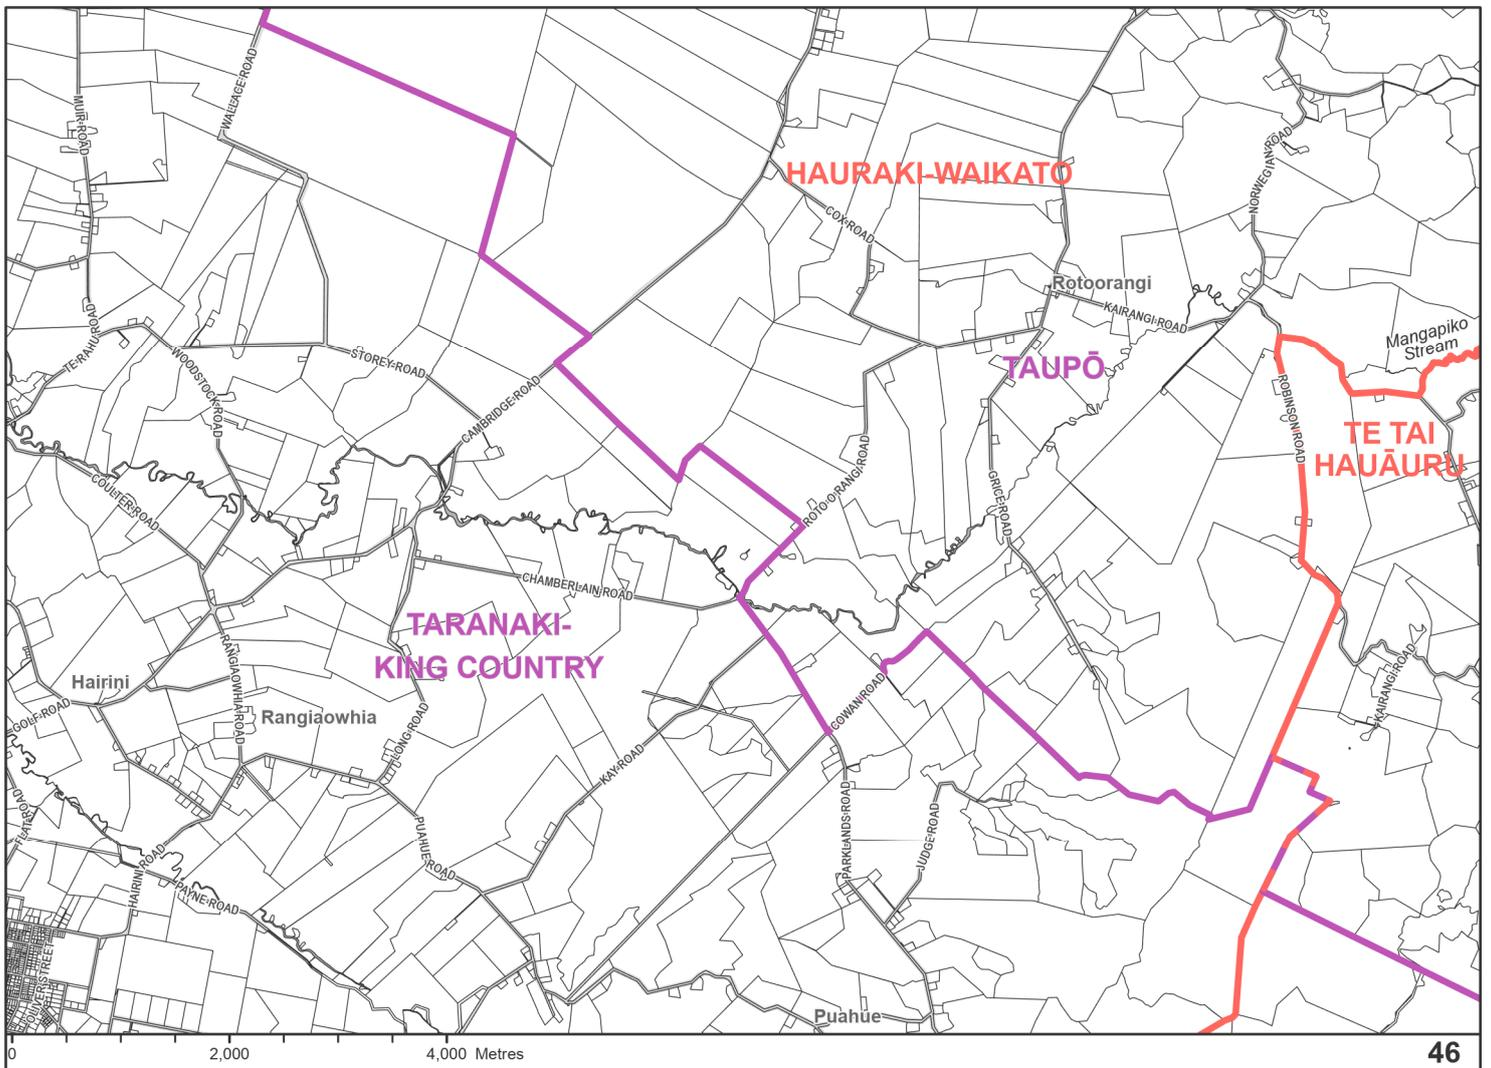 MUIR ROAD
WALLACE ROAD
HAURAKI-WAIKATO
NORWEGIAN ROAD
COX ROAD
Rotoorangi
KAIRANGI ROAD
TE RAHU ROAD
WOODSTOCK ROAD
STOREY ROAD
CAMBRIDGE ROAD
TAUPŌ
Mangapiko
Stream
ROBINSON ROAD
TE TAI
HAUĀURU
COULTER ROAD
ROTO O RANGI ROAD
GRICE ROAD
CHAMBERLAIN ROAD
TARANAKI-
KING COUNTRY
RANGIAOWHIA ROAD
Hairini
GOLF ROAD
Rangiaowhia
LONG ROAD
COWAN ROAD
KAIRANGI ROAD
KAY ROAD
FLAT ROAD
PUAHUE ROAD
PARKLANDS ROAD
JUDGE ROAD
HAIRINI ROAD
PAYNE ROAD
OLIVER STREET
Puahue
0 2,000 4,000 Metres
46